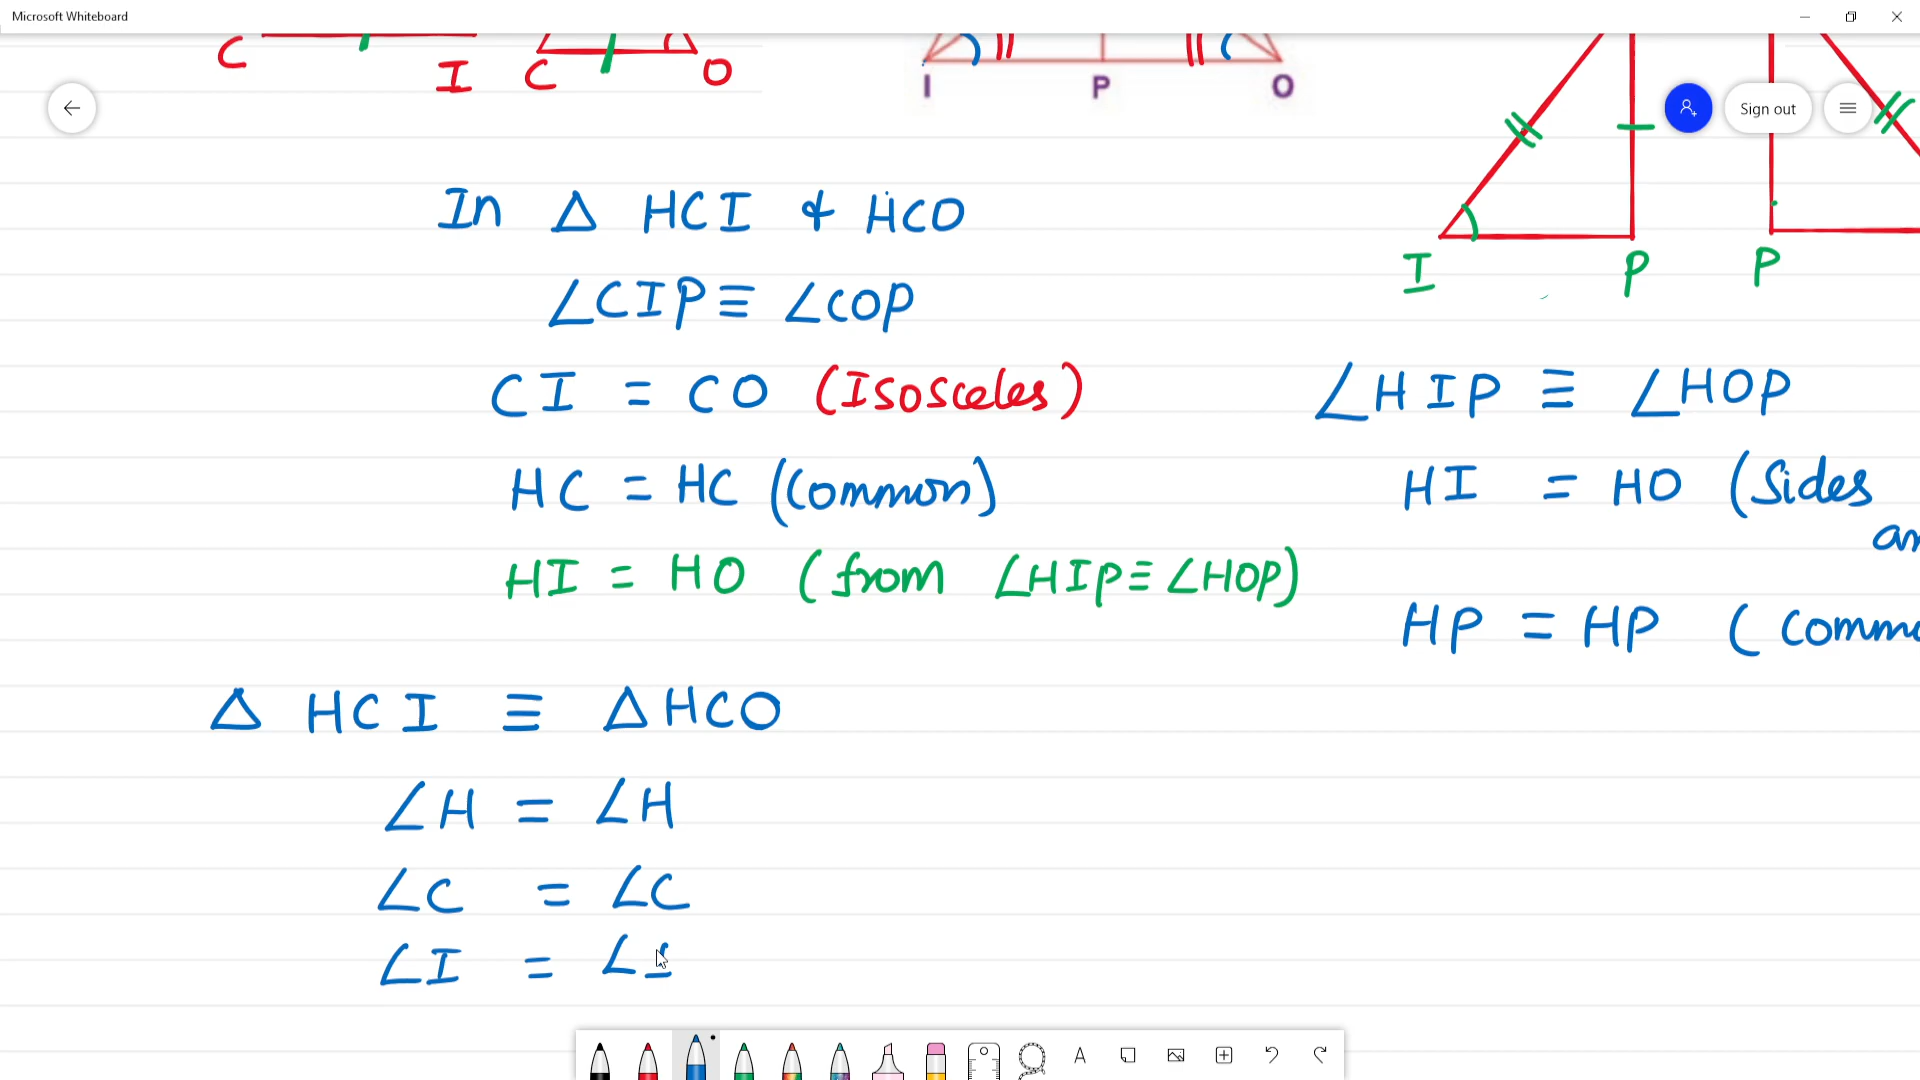 Microsoft Whiteboard
C I C O
I P O
Sign out
I P P
In Δ HCI & HCO
∠CIP ≡ ∠COP
CI = CO (Isosceles)
HC = HC (Common)
HI = HO (from ∠HIP ≡ ∠HOP)
Δ HCI ≡ Δ HCO
∠H = ∠H
∠C = ∠C
∠I = ∠I
∠HIP ≡ ∠HOP
HI = HO (Sides
HP = HP (
A